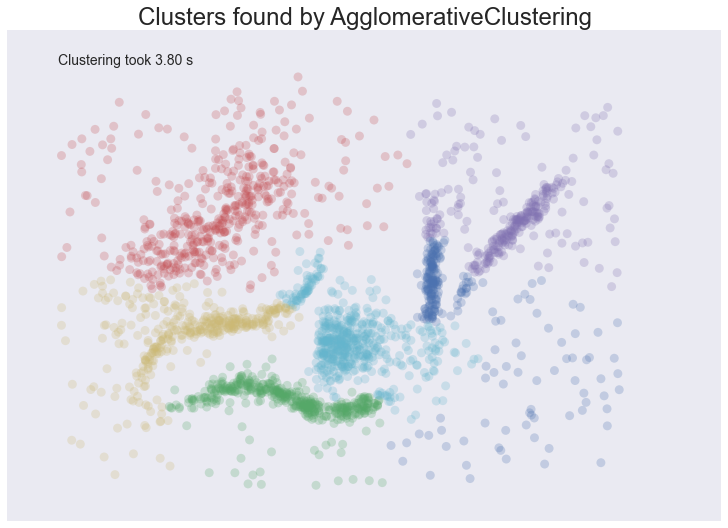 Clusters found by AgglomerativeClustering
Clustering took 3.80 s